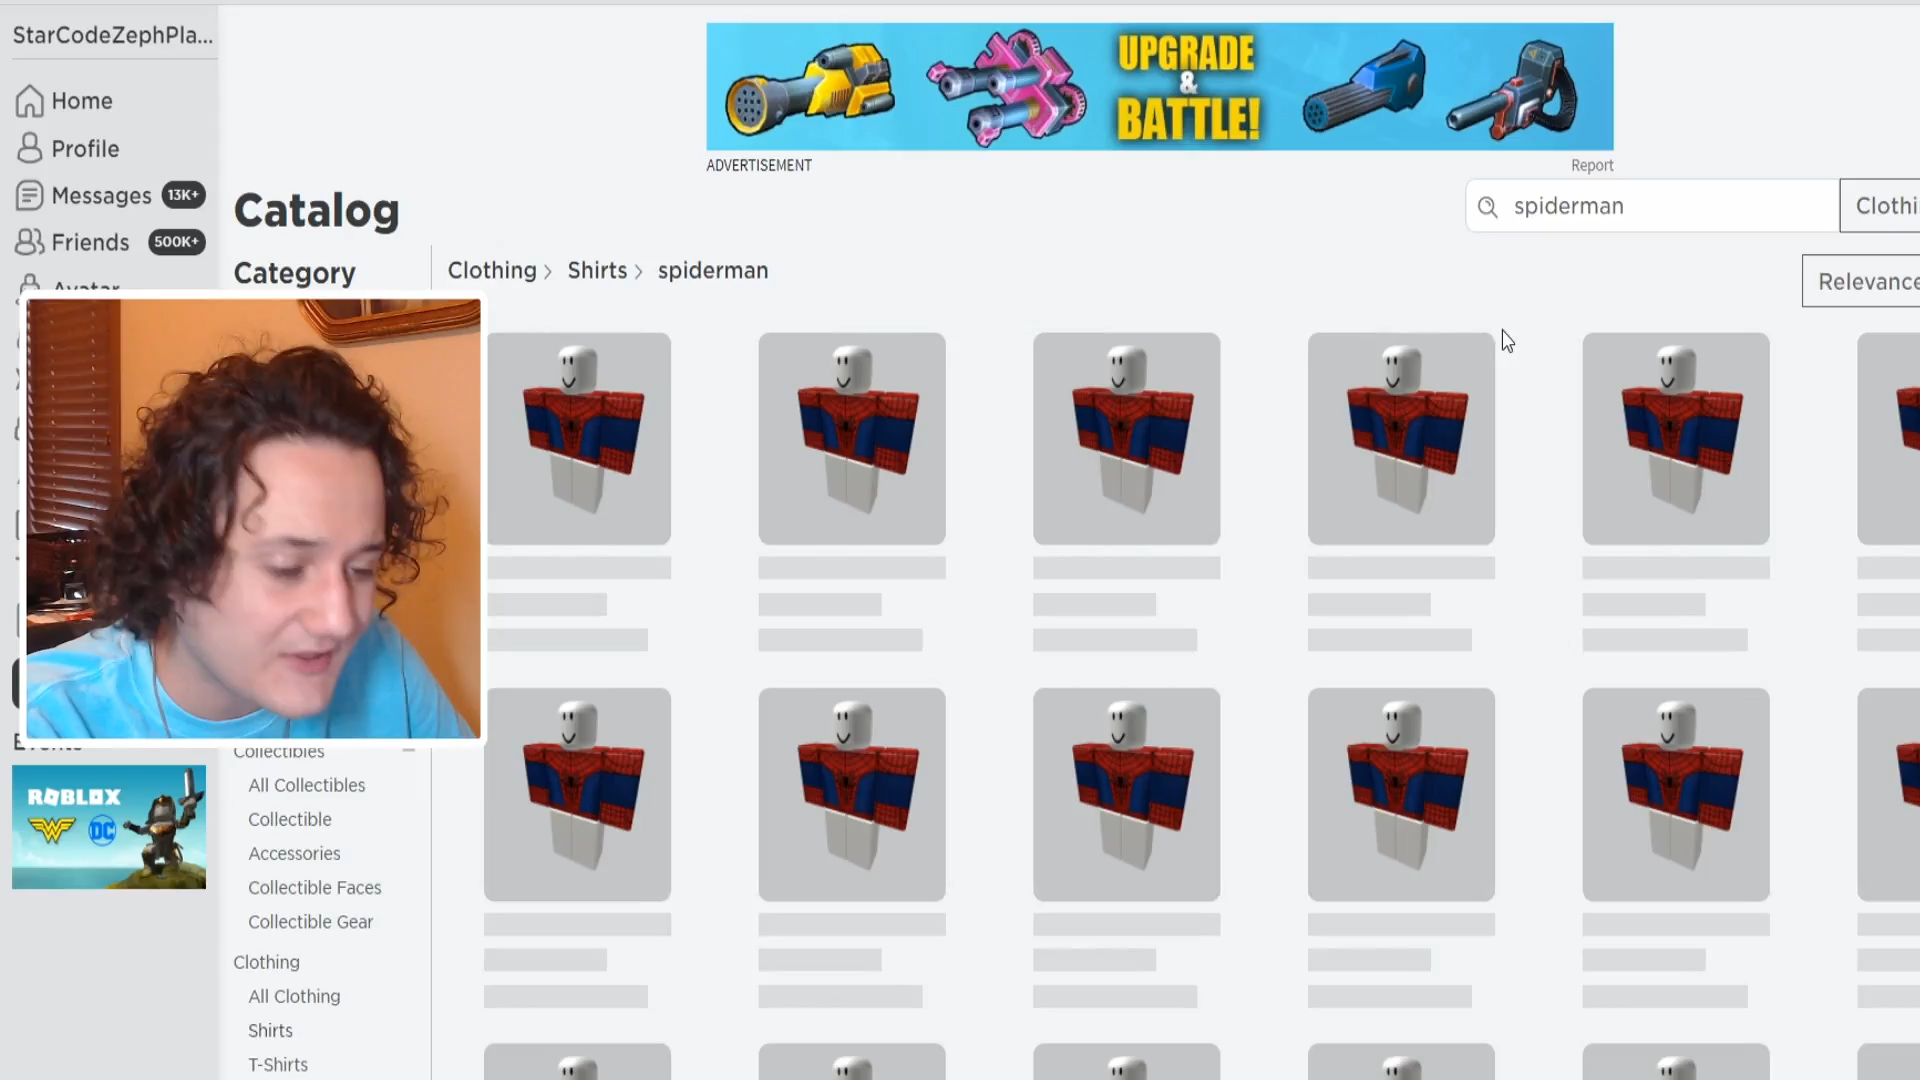 StarCodeZephPla...
Home
Profile
Messages
13K+
Friends
500K+
UPGRADE
&
BATTLE!
ADVERTISEMENT
Report
Catalog
spiderman
Category
Clothing
Shirts
spiderman
Relevance
Collectibles
All Collectibles
Collectible
Accessories
Collectible Faces
Collectible Gear
Clothing
All Clothing
Shirts
T-Shirts
ROBLOX
W
DC